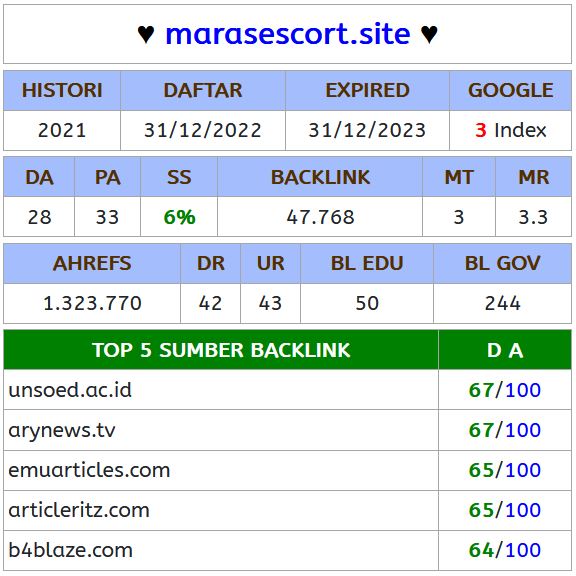 ♥ marasescort.site ♥
HISTORI DAFTAR EXPIRED GOOGLE
2021 31/12/2022 31/12/2023 3 Index
DA PA SS BACKLINK MT MR
28 33 6% 47.768 3 3.3
AHREFS DR UR BL EDU BL GOV
1.323.770 42 43 50 244
TOP 5 SUMBER BACKLINK D A
unsoed.ac.id 67/100
arynews.tv 67/100
emuarticles.com 65/100
articleritz.com 65/100
b4blaze.com 64/100